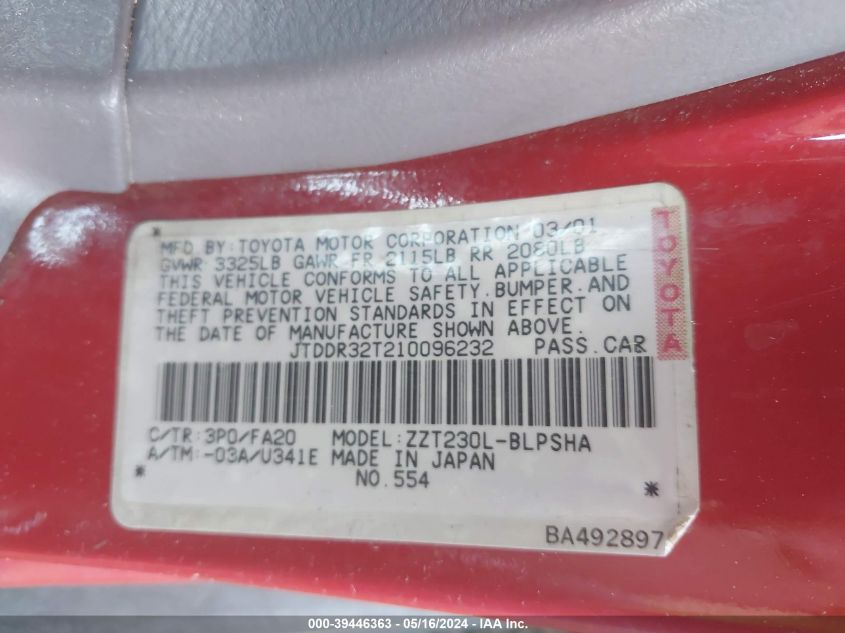 MFD BY:TOYOTA MOTOR CORPORATION 03/01
GVWR 3325LB GAWR FR 2115LB RR 2080LB
THIS VEHICLE CONFORMS TO ALL APPLICABLE
FEDERAL MOTOR VEHICLE SAFETY.BUMPER.AND
THEFT PREVENTION STANDARDS IN EFFECT ON
THE DATE OF MANUFACTURE SHOWN ABOVE.
JTDDR32T210096232 PASS.CAR
TOYOTA
C/TR:3P0/FA20 MODEL:ZZT230L-BLPSHA
A/TM:-03A/U341E MADE IN JAPAN
NO.554
BA492897
000-39446363 - 05/16/2024 - IAA Inc.